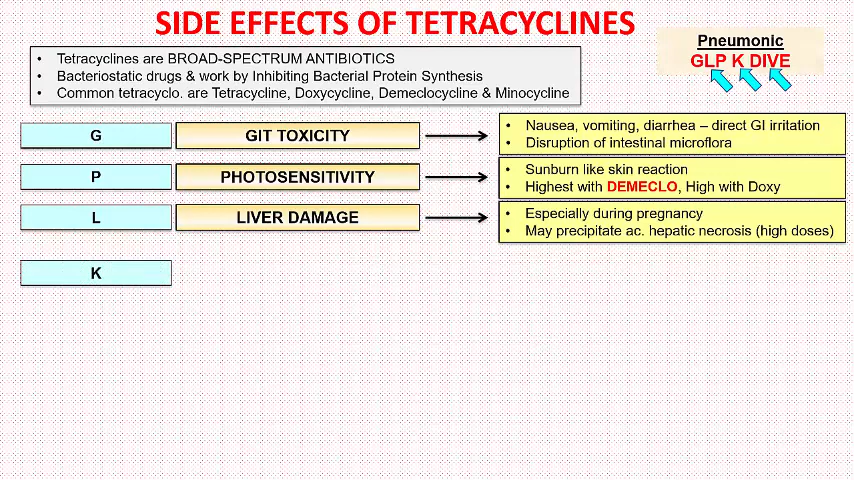 SIDE EFFECTS OF TETRACYCLINES
Pneumonic
GLP K DIVE
• Tetracyclines are BROAD-SPECTRUM ANTIBIOTICS
• Bacteriostatic drugs & work by Inhibiting Bacterial Protein Synthesis
• Common tetracyclo. are Tetracycline, Doxycycline, Demeclocycline & Minocycline
G
GIT TOXICITY
• Nausea, vomiting, diarrhea – direct GI irritation
• Disruption of intestinal microflora
P
PHOTOSENSITIVITY
• Sunburn like skin reaction
• Highest with DEMECLO, High with Doxy
L
LIVER DAMAGE
• Especially during pregnancy
• May precipitate ac. hepatic necrosis (high doses)
K